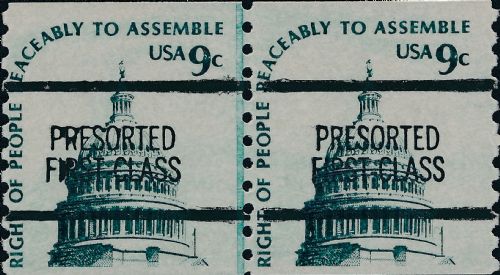 RIGHT OF PEOPLE PEACEABLY TO ASSEMBLE
USA 9c
PRESORTED
FIRST CLASS
RIGHT OF PEOPLE PEACEABLY TO ASSEMBLE
USA 9c
PRESORTED
FIRST CLASS